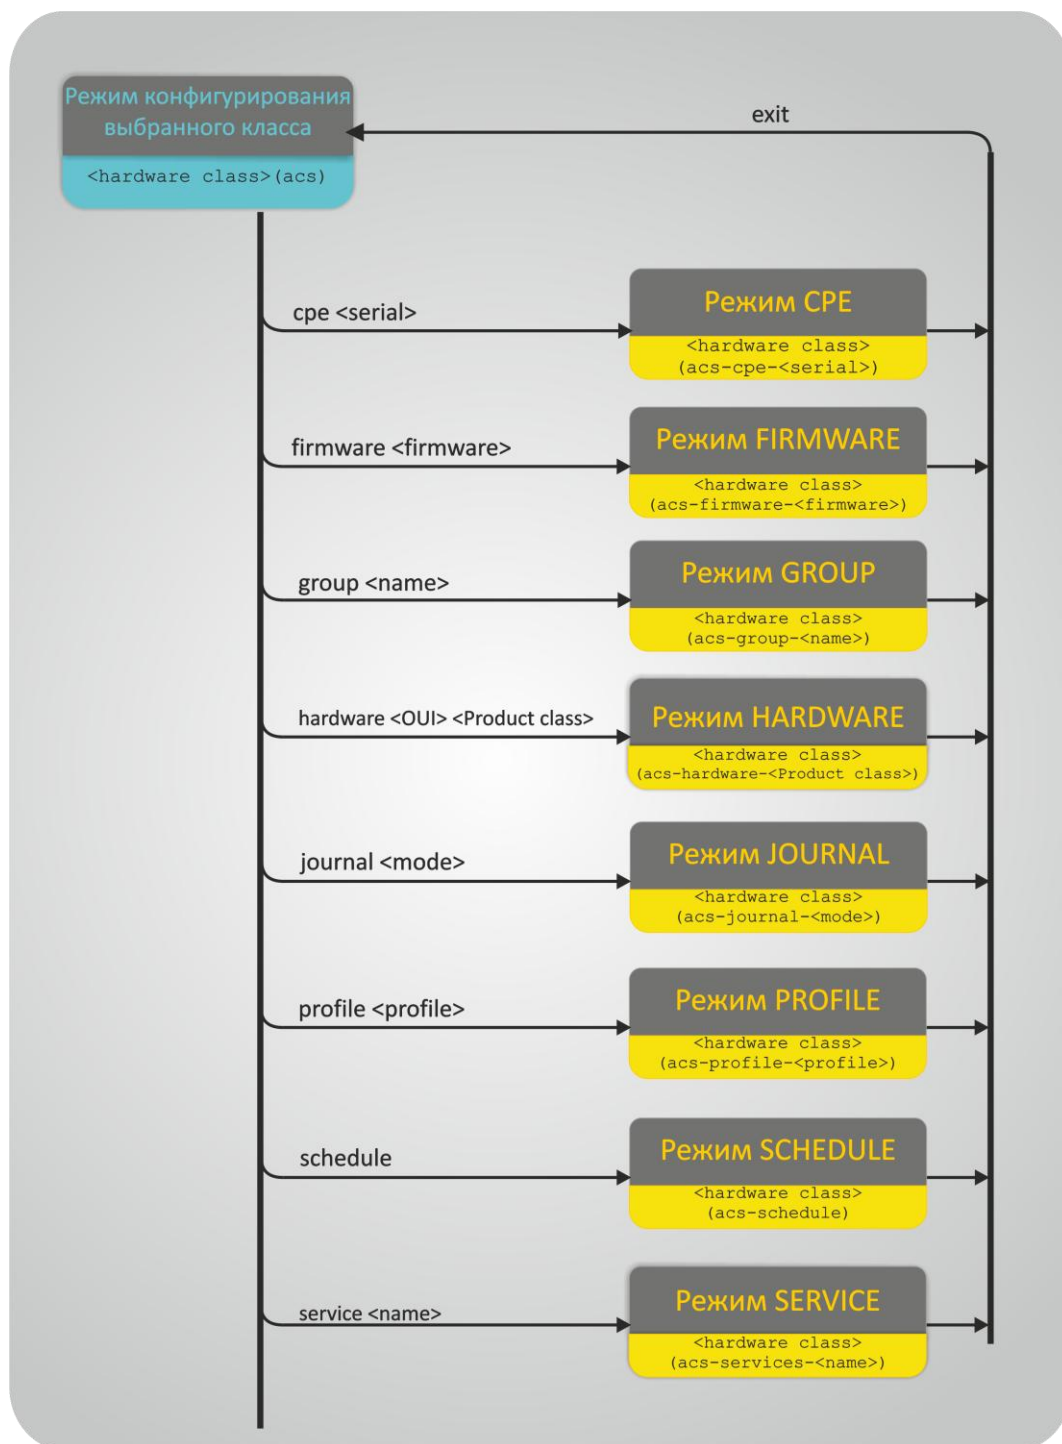 Режим конфигурирования
выбранного класса
<hardware class>(acs)
exit
cpe <serial>
Режим CPE
<hardware class>
(acs-cpe-<serial>)
firmware <firmware>
Режим FIRMWARE
<hardware class>
(acs-firmware-<firmware>)
group <name>
Режим GROUP
<hardware class>
(acs-group-<name>)
hardware <OUI> <Product class>
Режим HARDWARE
<hardware class>
(acs-hardware-<Product class>)
journal <mode>
Режим JOURNAL
<hardware class>
(acs-journal-<mode>)
profile <profile>
Режим PROFILE
<hardware class>
(acs-profile-<profile>)
schedule
Режим SCHEDULE
<hardware class>
(acs-schedule)
service <name>
Режим SERVICE
<hardware class>
(acs-services-<name>)